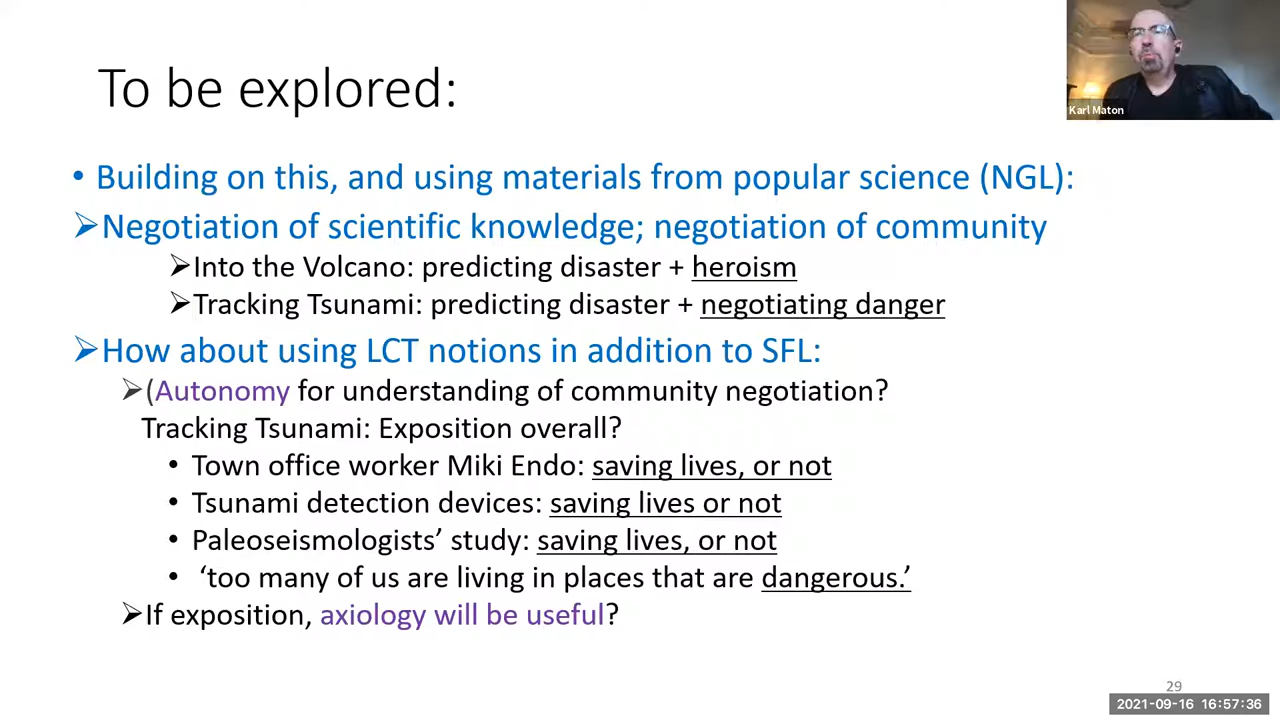 To be explored:
Karl Maton
• Building on this, and using materials from popular science (NGL):
➢Negotiation of scientific knowledge; negotiation of community
➢Into the Volcano: predicting disaster + heroism
➢Tracking Tsunami: predicting disaster + negotiating danger
➢How about using LCT notions in addition to SFL:
➢(Autonomy for understanding of community negotiation?
Tracking Tsunami: Exposition overall?
• Town office worker Miki Endo: saving lives, or not
• Tsunami detection devices: saving lives or not
• Paleoseismologists’ study: saving lives, or not
• ‘too many of us are living in places that are dangerous.’
➢If exposition, axiology will be useful?
29
2021-09-16 16:57:36